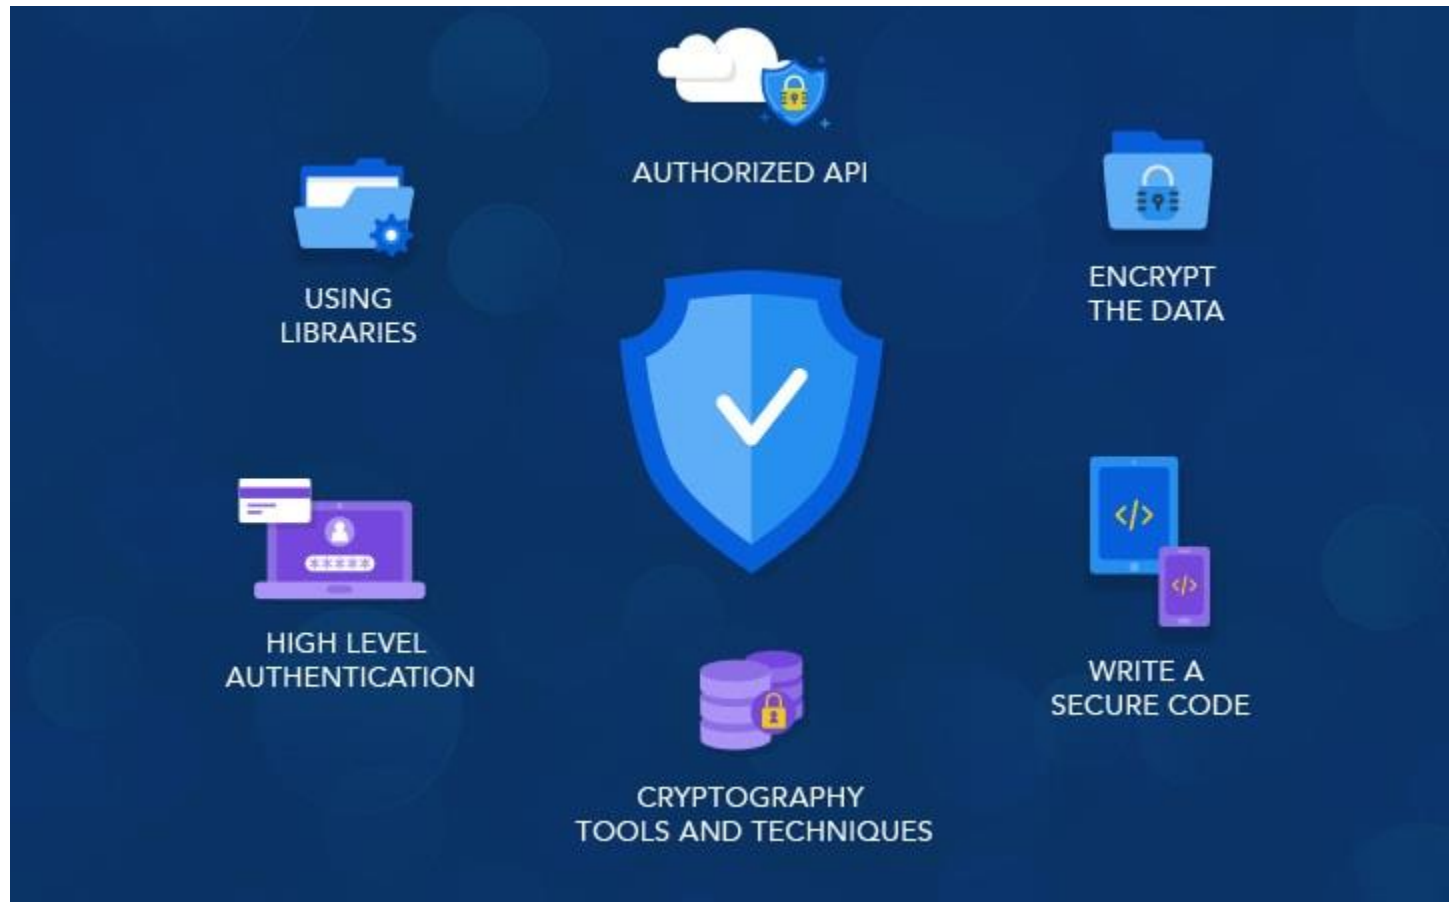 AUTHORIZED API
USING
LIBRARIES
ENCRYPT
THE DATA
HIGH LEVEL
AUTHENTICATION
WRITE A
SECURE CODE
CRYPTOGRAPHY
TOOLS AND TECHNIQUES